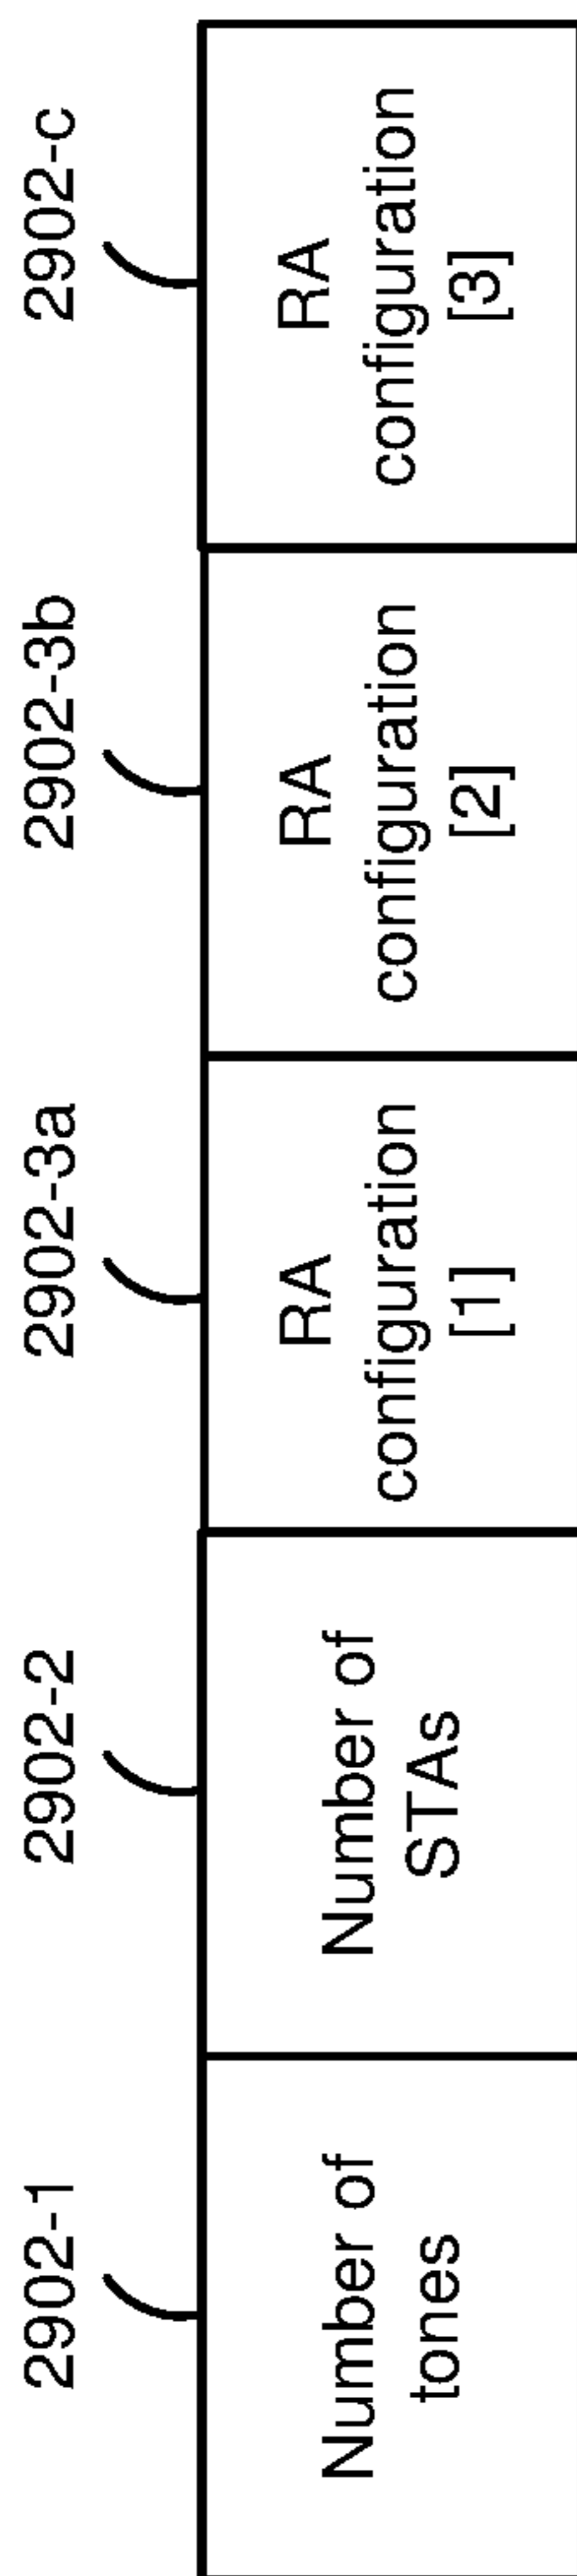 2902-1
2902-2
2902-3a
2902-3b
2902-c
Number of
tones
Number of
STAs
RA
configuration
[1]
RA
configuration
[2]
RA
configuration
[3]